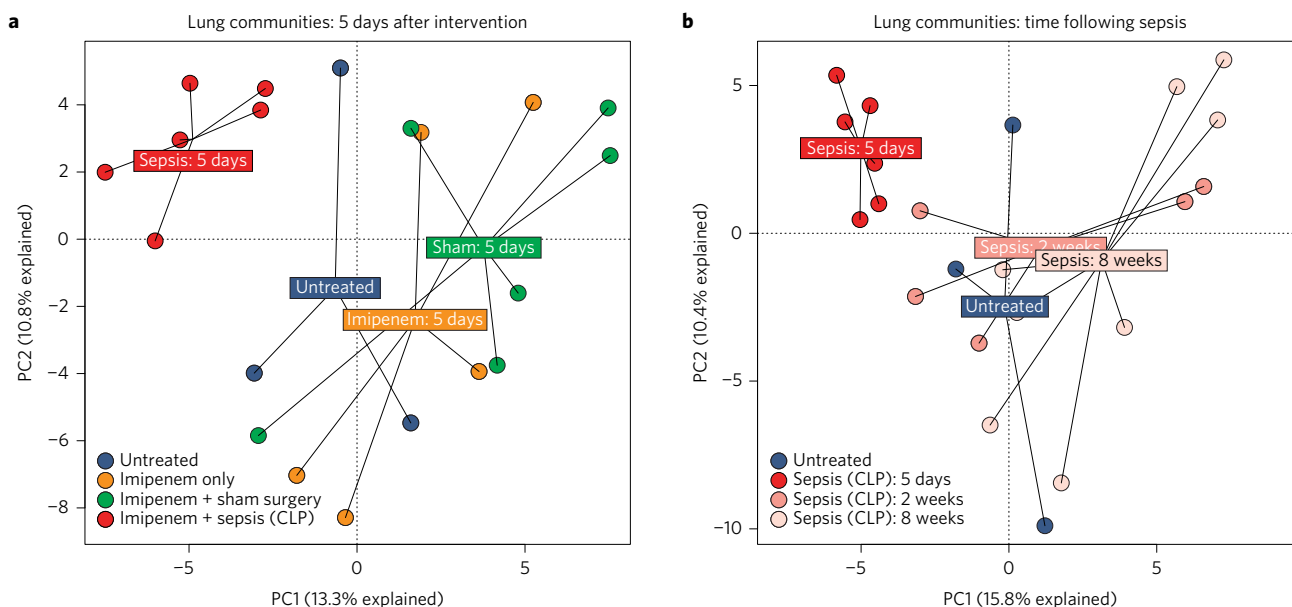 a
Lung communities: 5 days after intervention
4
2
0
−2
−4
−6
−8
PC2 (10.8% explained)
Sepsis: 5 days
Sham: 5 days
Untreated
Imipenem: 5 days
Untreated
Imipenem only
Imipenem + sham surgery
Imipenem + sepsis (CLP)
−5
0
5
PC1 (13.3% explained)
b
Lung communities: time following sepsis
5
0
−5
−10
PC2 (10.4% explained)
Sepsis: 5 days
Sepsis: 2 weeks
Sepsis: 8 weeks
Untreated
Untreated
Sepsis (CLP): 5 days
Sepsis (CLP): 2 weeks
Sepsis (CLP): 8 weeks
−5
0
5
PC1 (15.8% explained)